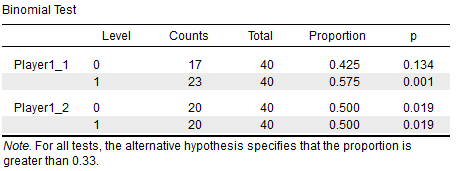 Binomial Test
Level Counts Total Proportion p
Player1_1 0 17 40 0.425 0.134
1 23 40 0.575 0.001
Player1_2 0 20 40 0.500 0.019
1 20 40 0.500 0.019
Note. For all tests, the alternative hypothesis specifies that the proportion is
greater than 0.33.